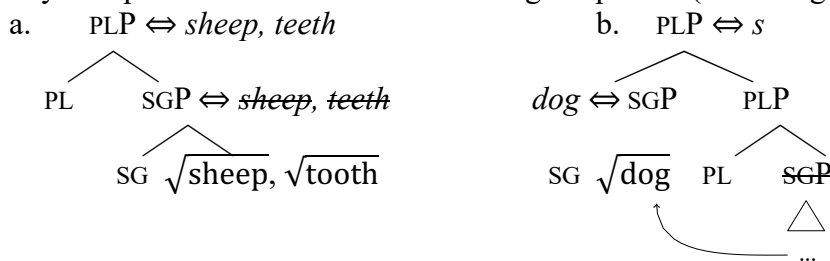 a. PLP ⇔ sheep, teeth b. PLP ⇔ s
PL SGP ⇔ sheep, teeth dog ⇔ SGP PLP
SG √sheep, √tooth SG √dog PL SGP
...